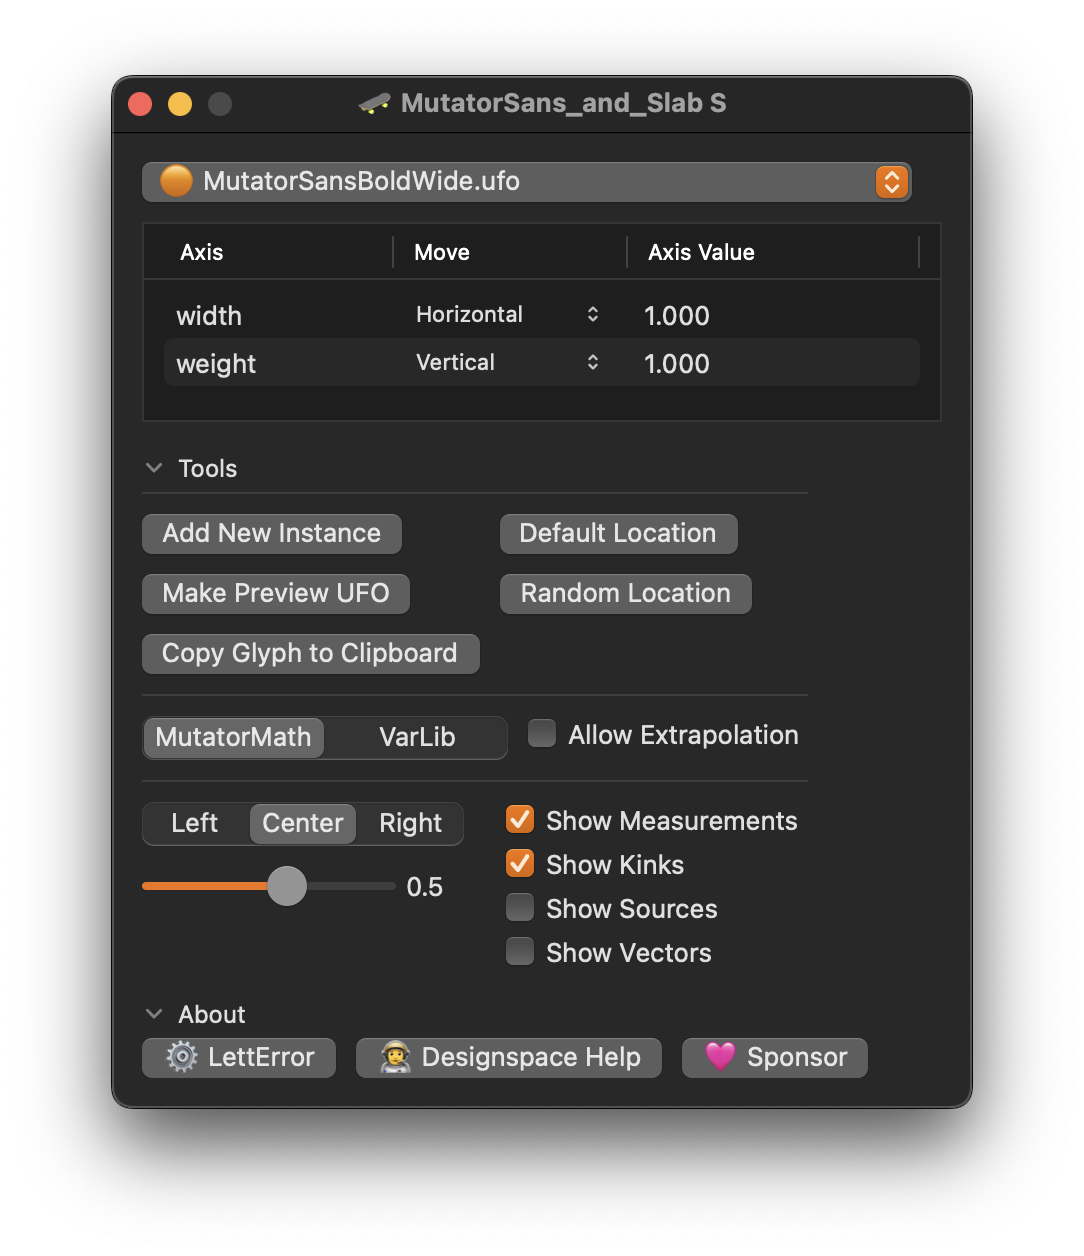 MutatorSans_and_Slab S
MutatorSansBoldWide.ufo
Axis Move Axis Value
width Horizontal 1.000
weight Vertical 1.000
Tools
Add New Instance Default Location
Make Preview UFO Random Location
Copy Glyph to Clipboard
MutatorMath VarLib Allow Extrapolation
Left Center Right Show Measurements
Show Kinks
0.5
Show Sources
Show Vectors
About
LettError Designspace Help Sponsor